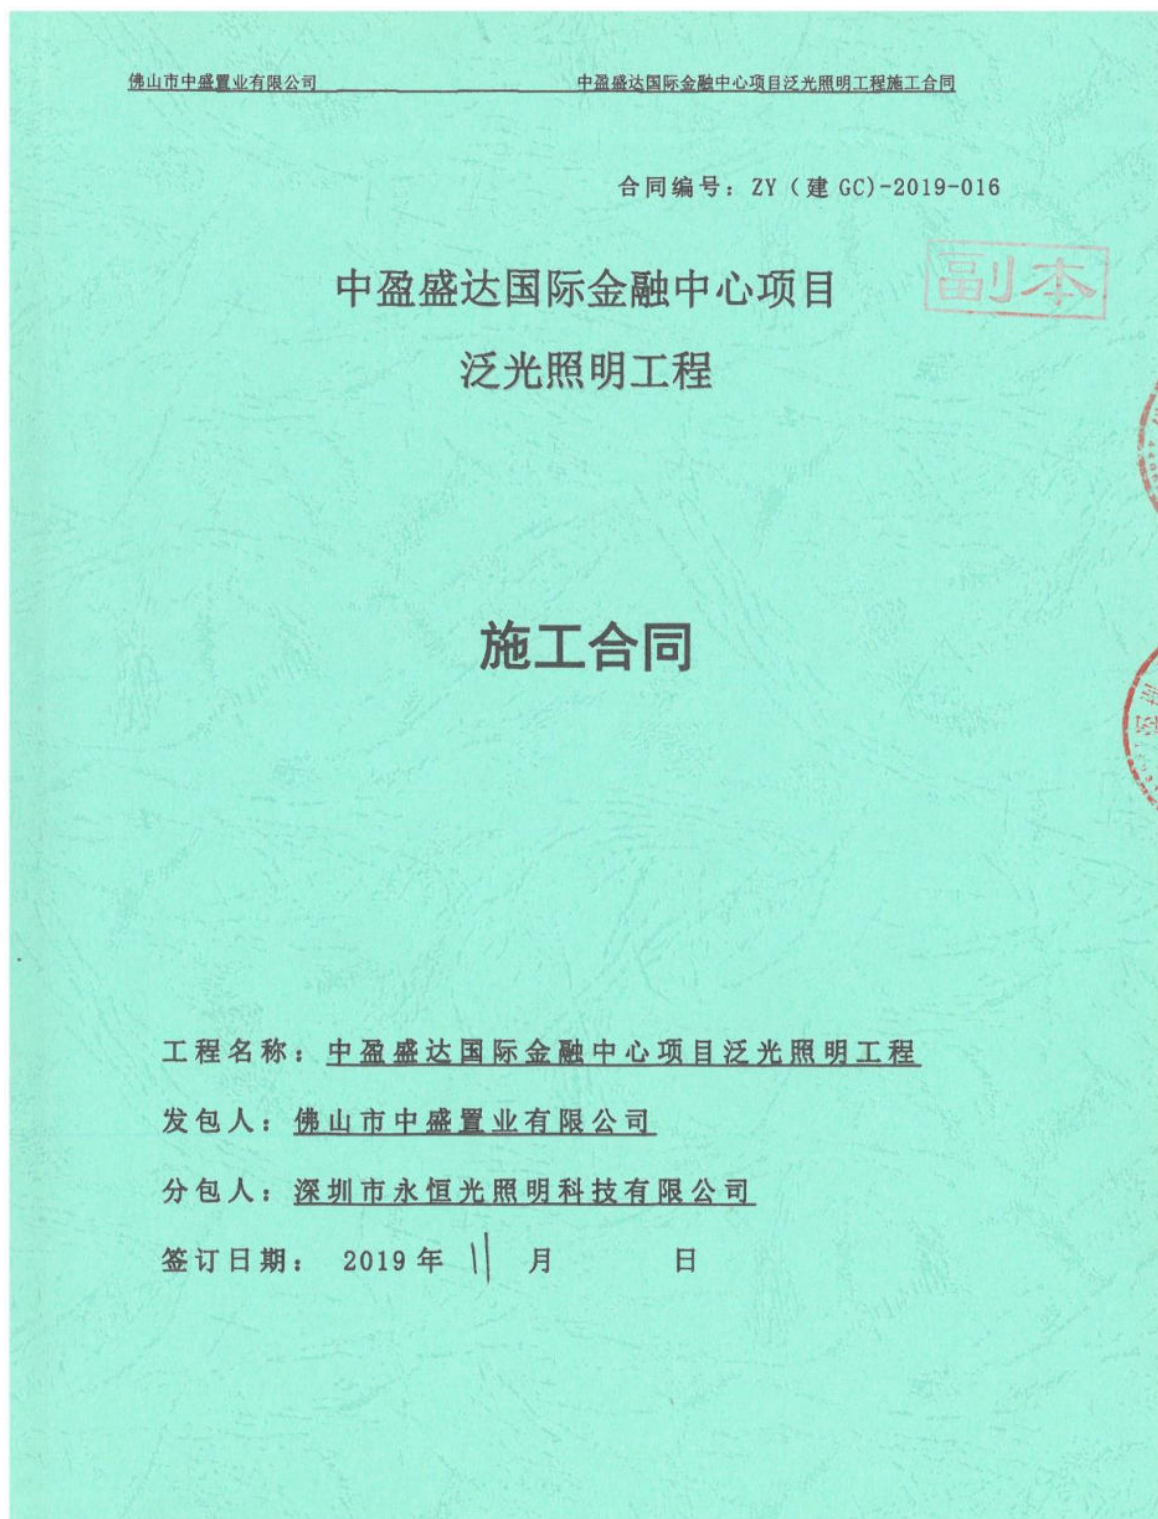 佛山市中盛置业有限公司 中盈盛达国际金融中心项目泛光照明工程施工合同
合同编号：ZY（建 GC)-2019-016
副本
中盈盛达国际金融中心项目
泛光照明工程
施工合同
工程名称：中盈盛达国际金融中心项目泛光照明工程
发包人：佛山市中盛置业有限公司
分包人：深圳市永恒光照明科技有限公司
签订日期： 2019 年 11 月 日